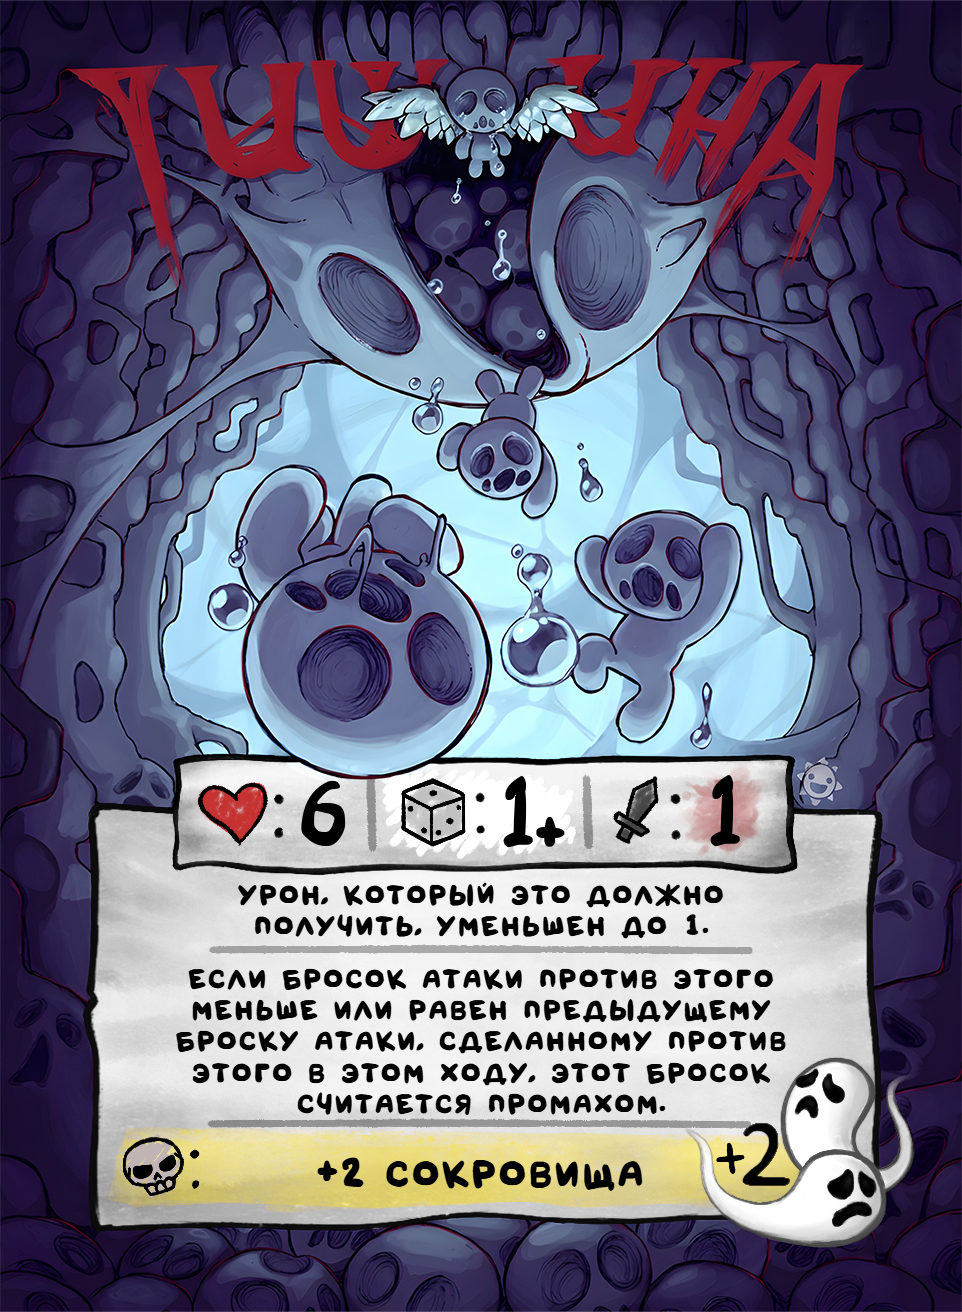 ТИШИНА
: 6
: 1+
: 1
УРОН, КОТОРЫЙ ЭТО ДОЛЖНО
ПОЛУЧИТЬ, УМЕНЬШЕН ДО 1.
ЕСЛИ БРОСОК АТАКИ ПРОТИВ ЭТОГО
МЕНЬШЕ ИЛИ РАВЕН ПРЕДЫДУЩЕМУ
БРОСКУ АТАКИ, СДЕЛАННОМУ ПРОТИВ
ЭТОГО В ЭТОМ ХОДУ, ЭТОТ БРОСОК
СЧИТАЕТСЯ ПРОМАХОМ.
: +2 СОКРОВИЩА
+2